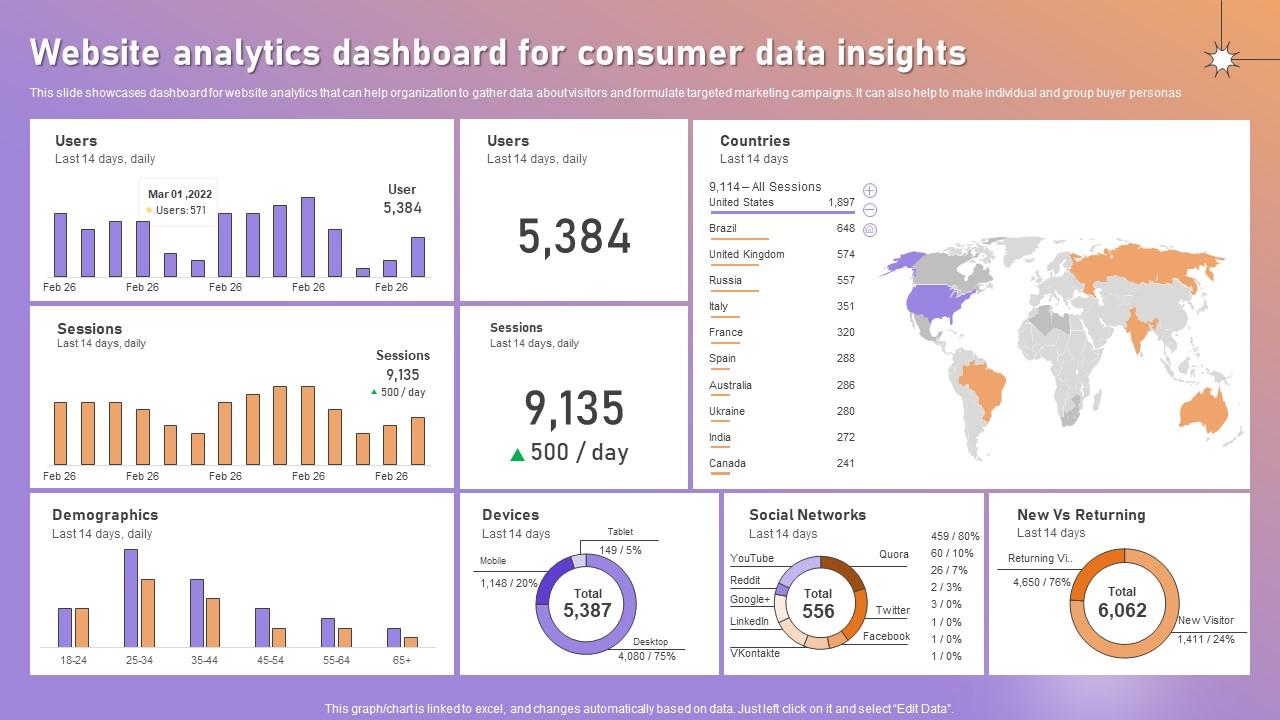 Website analytics dashboard for consumer data insights
This slide showcases dashboard for website analytics that can help organization to gather data about visitors and formulate targeted marketing campaigns. It can also help to make individual and group buyer personas
Users
Last 14 days, daily
Mar 01 ,2022
Users: 571
User
5,384
Feb 26
Feb 26
Feb 26
Feb 26
Feb 26
Users
Last 14 days, daily
5,384
Countries
Last 14 days
9,114 – All Sessions
United States 1,897
Brazil 648
United Kingdom 574
Russia 557
Italy 351
France 320
Spain 288
Australia 286
Ukraine 280
India 272
Canada 241
Sessions
Last 14 days, daily
Sessions
9,135
500 / day
Feb 26
Feb 26
Feb 26
Feb 26
Feb 26
Sessions
Last 14 days, daily
9,135
500 / day
Demographics
Last 14 days, daily
18-24
25-34
35-44
45-54
55-64
65+
Devices
Last 14 days
Tablet
149 / 5%
Mobile
1,148 / 20%
Total
5,387
Desktop
4,080 / 75%
Social Networks
Last 14 days
YouTube
Reddit
Google+
LinkedIn
VKontakte
Total
556
Quora
Twitter
Facebook
459 / 80%
60 / 10%
26 / 7%
2 / 3%
3 / 0%
1 / 0%
1 / 0%
1 / 0%
New Vs Returning
Last 14 days
Returning Vi..
4,650 / 76%
Total
6,062
New Visitor
1,411 / 24%
This graph/chart is linked to excel, and changes automatically based on data. Just left click on it and select “Edit Data”.